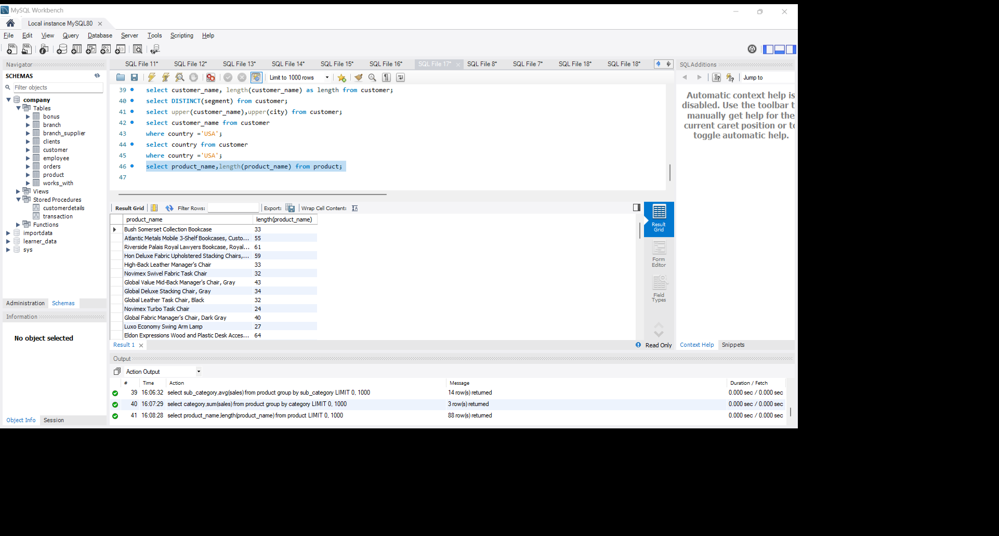 MySQL Workbench
Local instance MySQL80
File Edit View Query Database Server Tools Scripting Help
Navigator
SCHEMAS
Filter objects
company
Tables
bonus
branch
branch_supplier
clients
customer
employee
orders
product
works_with
Views
Stored Procedures
customerdetails
transaction
Functions
importdata
learner_data
sys
Administration Schemas
Information
No object selected
Object Info Session
SQL File 11* SQL File 12* SQL File 13* SQL File 14* SQL File 15* SQL File 16* SQL File 17* SQL File 8* SQL File 7* SQL File 18* SQL File 18*
Limit to 1000 rows
39 select customer_name, length(customer_name) as length from customer;
40 select DISTINCT(segment) from customer;
41 select upper(customer_name),upper(city) from customer;
42 select customer_name from customer
43 where country ='USA';
44 select country from customer
45 where country ='USA';
46 select product_name,length(product_name) from product;
47
Result Grid Filter Rows: Export: Wrap Cell Content:
product_name length(product_name)
Bush Somerset Collection Bookcase 33
Atlantic Metals Mobile 3-Shelf Bookcases, Custo... 55
Riverside Palais Royal Lawyers Bookcase, Royal... 61
Hon Deluxe Fabric Upholstered Stacking Chairs,... 59
High-Back Leather Manager's Chair 33
Novimex Swivel Fabric Task Chair 32
Global Value Mid-Back Manager's Chair, Gray 43
Global Deluxe Stacking Chair, Gray 34
Global Leather Task Chair, Black 32
Novimex Turbo Task Chair 24
Global Fabric Manager's Chair, Dark Gray 40
Luxo Economy Swing Arm Lamp 27
Eldon Expressions Wood and Plastic Desk Acces... 64
Result
Grid
Form
Editor
Field
Types
Result 1
Read Only
SQLAdditions
Jump to
Automatic context help is
disabled. Use the toolbar t
manually get help for the
current caret position or to
toggle automatic help.
Context Help Snippets
Output
Action Output
# Time Action Message Duration / Fetch
39 16:06:32 select sub_category,avg(sales) from product group by sub_category LIMIT 0, 1000 14 row(s) returned 0.000 sec / 0.000 sec
40 16:07:29 select category,sum(sales) from product group by category LIMIT 0, 1000 3 row(s) returned 0.000 sec / 0.000 sec
41 16:08:28 select product_name,length(product_name) from product LIMIT 0, 1000 88 row(s) returned 0.000 sec / 0.000 sec